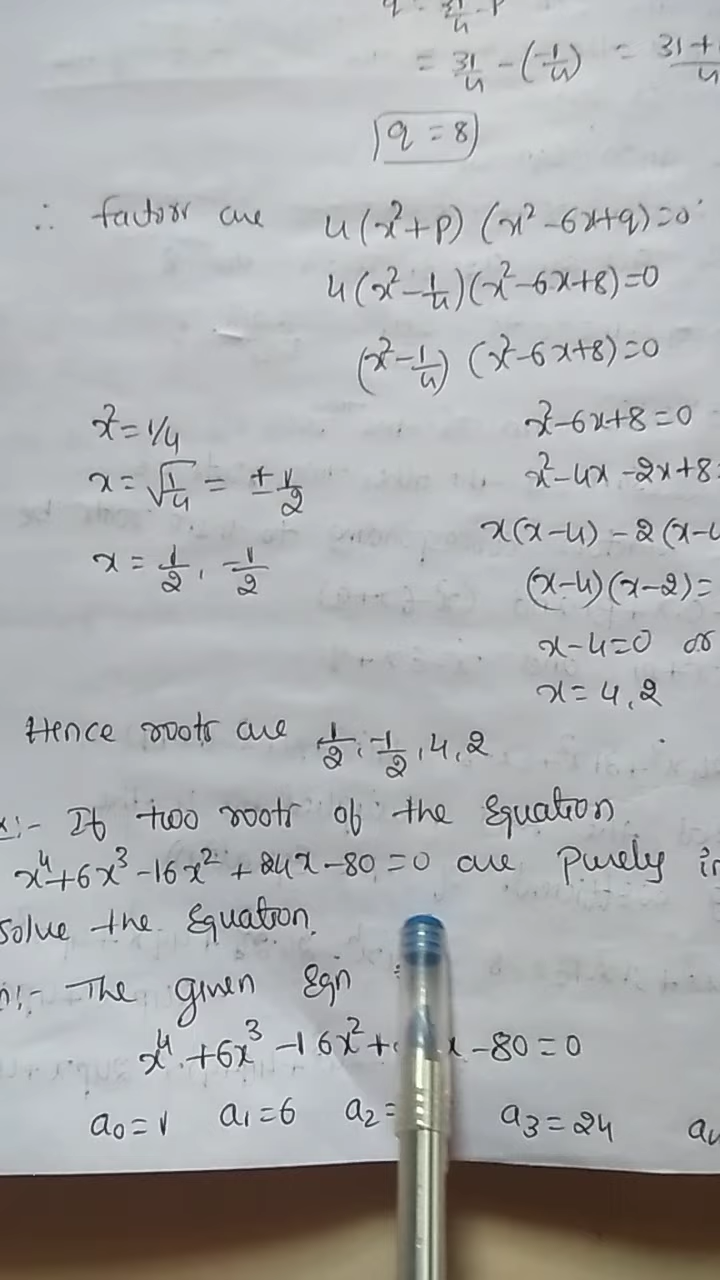 = 31/4 - (-1/4) = 31+
q = 8
∴ factors are 4(x²+p) (x²-6x+q)=0
4(x²-1/4)(x²-6x+8)=0
(x²-1/4) (x²-6x+8)=0
x²=1/4
x=√1/4 = ±1/2
x=1/2, -1/2
x²-6x+8=0
x²-4x-2x+8
x(x-4) -2(x-4
(x-4)(x-2)=
x-4=0 or
x=4,2
Hence roots are 1/2, -1/2, 4, 2
:- If two roots of the Equation
x⁴+6x³-16x²+24x-80=0 are Purely
Solve the Equation.
:- The given Eqn
x⁴+6x³-16x²+ x-80=0
a₀=1 a₁=6 a₂= a₃=24